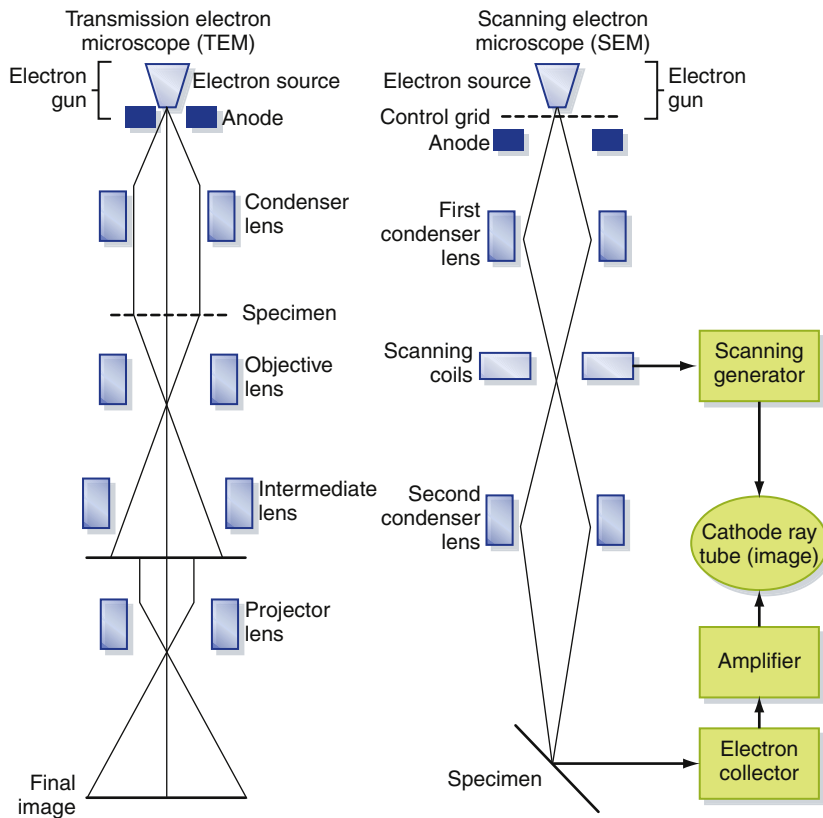 Transmission electron
microscope (TEM)
Electron
gun
Electron source
Anode
Condenser
lens
Specimen
Objective
lens
Intermediate
lens
Projector
lens
Final
image
Scanning electron
microscope (SEM)
Electron source
Electron
gun
Control grid
Anode
First
condenser
lens
Scanning
coils
Scanning
generator
Second
condenser
lens
Cathode ray
tube (image)
Amplifier
Electron
collector
Specimen